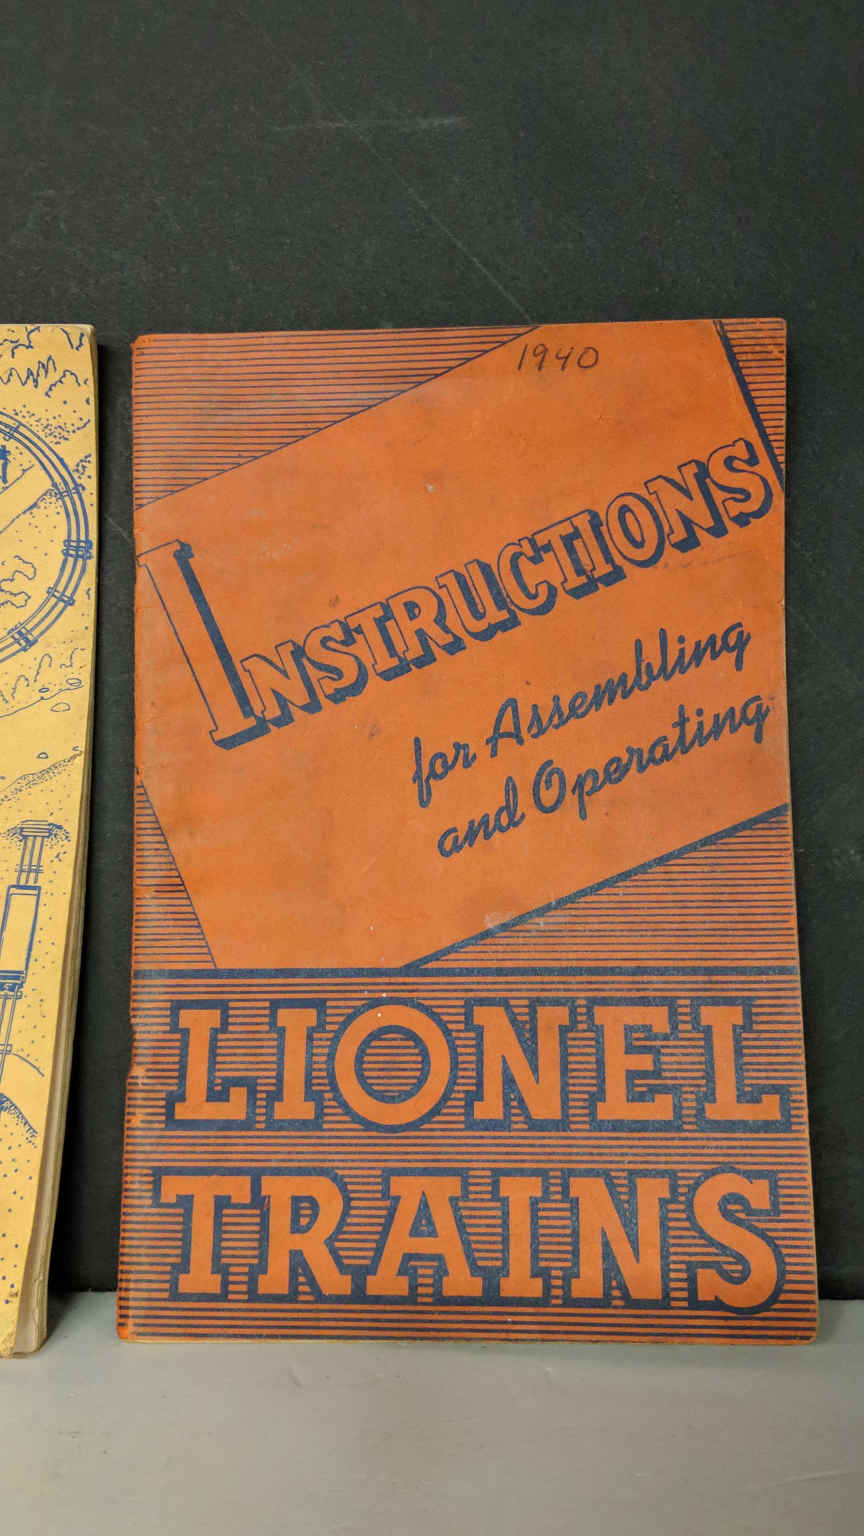 1940
INSTRUCTIONS
for Assembling
and Operating
LIONEL
TRAINS